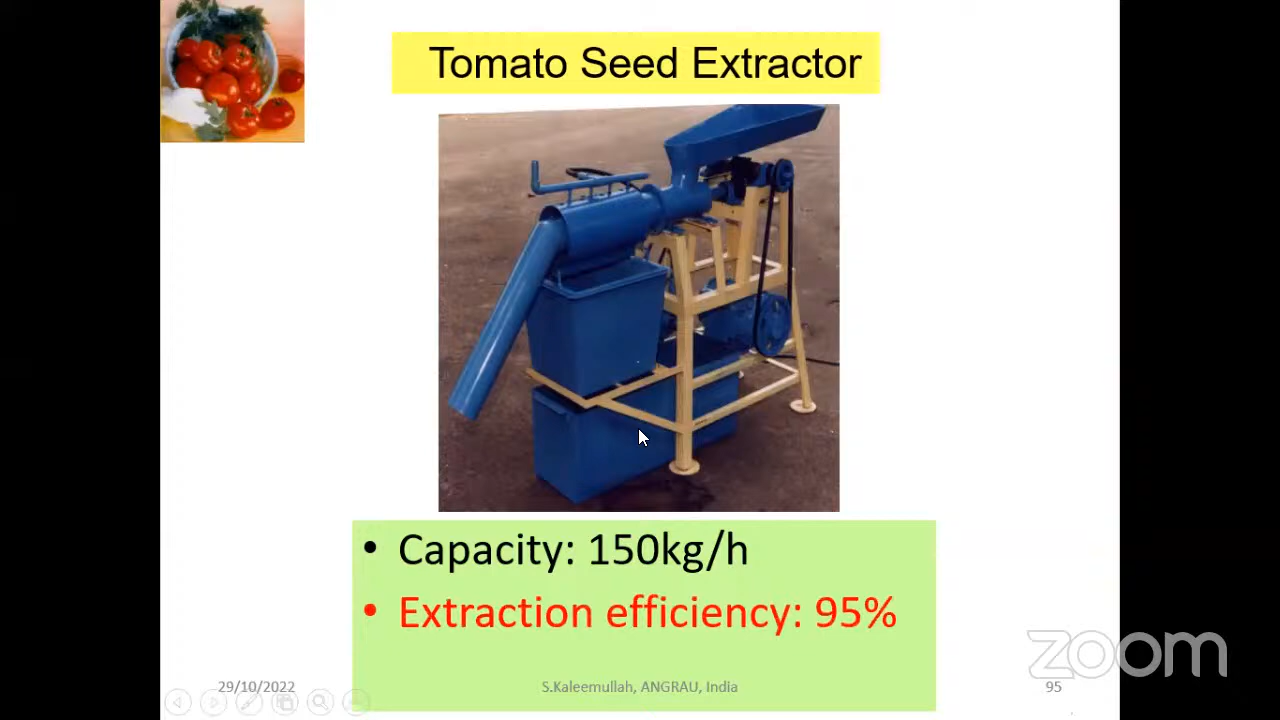 Tomato Seed Extractor
• Capacity: 150kg/h
• Extraction efficiency: 95%
zoom
29/10/2022
S.Kaleemullah, ANGRAU, India
95